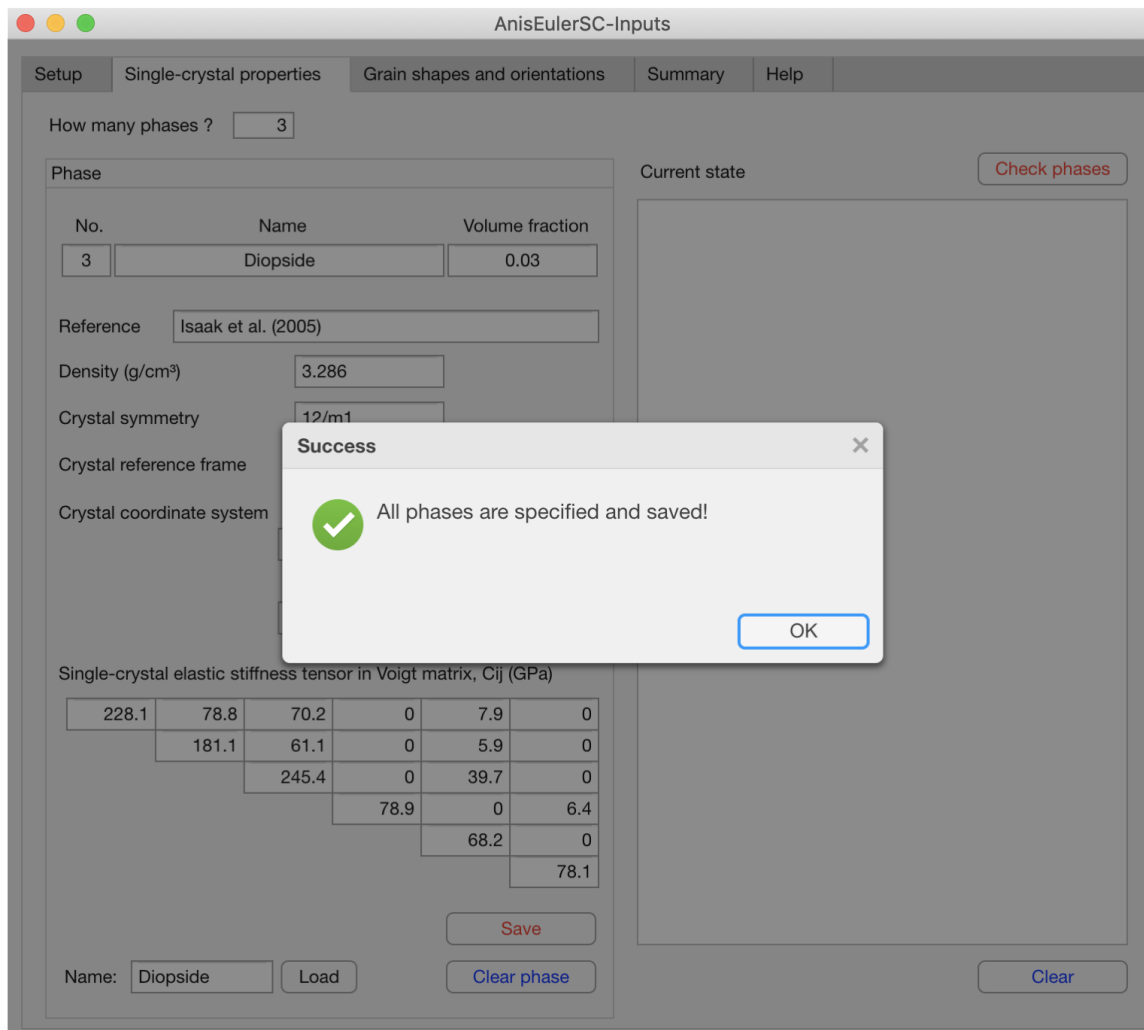 AnisEulerSC-Inputs
Setup Single-crystal properties Grain shapes and orientations Summary Help
How many phases ? 3
Phase
Current state Check phases
No. Name Volume fraction
3 Diopside 0.03
Reference Isaak et al. (2005)
Density (g/cm³) 3.286
Crystal symmetry 12/m1
Crystal reference frame
Crystal coordinate system
Success
All phases are specified and saved!
OK
Single-crystal elastic stiffness tensor in Voigt matrix, Cij (GPa)
228.1 78.8 70.2 0 7.9 0
181.1 61.1 0 5.9 0
245.4 0 39.7 0
78.9 0 6.4
68.2 0
78.1
Save
Name: Diopside Load Clear phase Clear